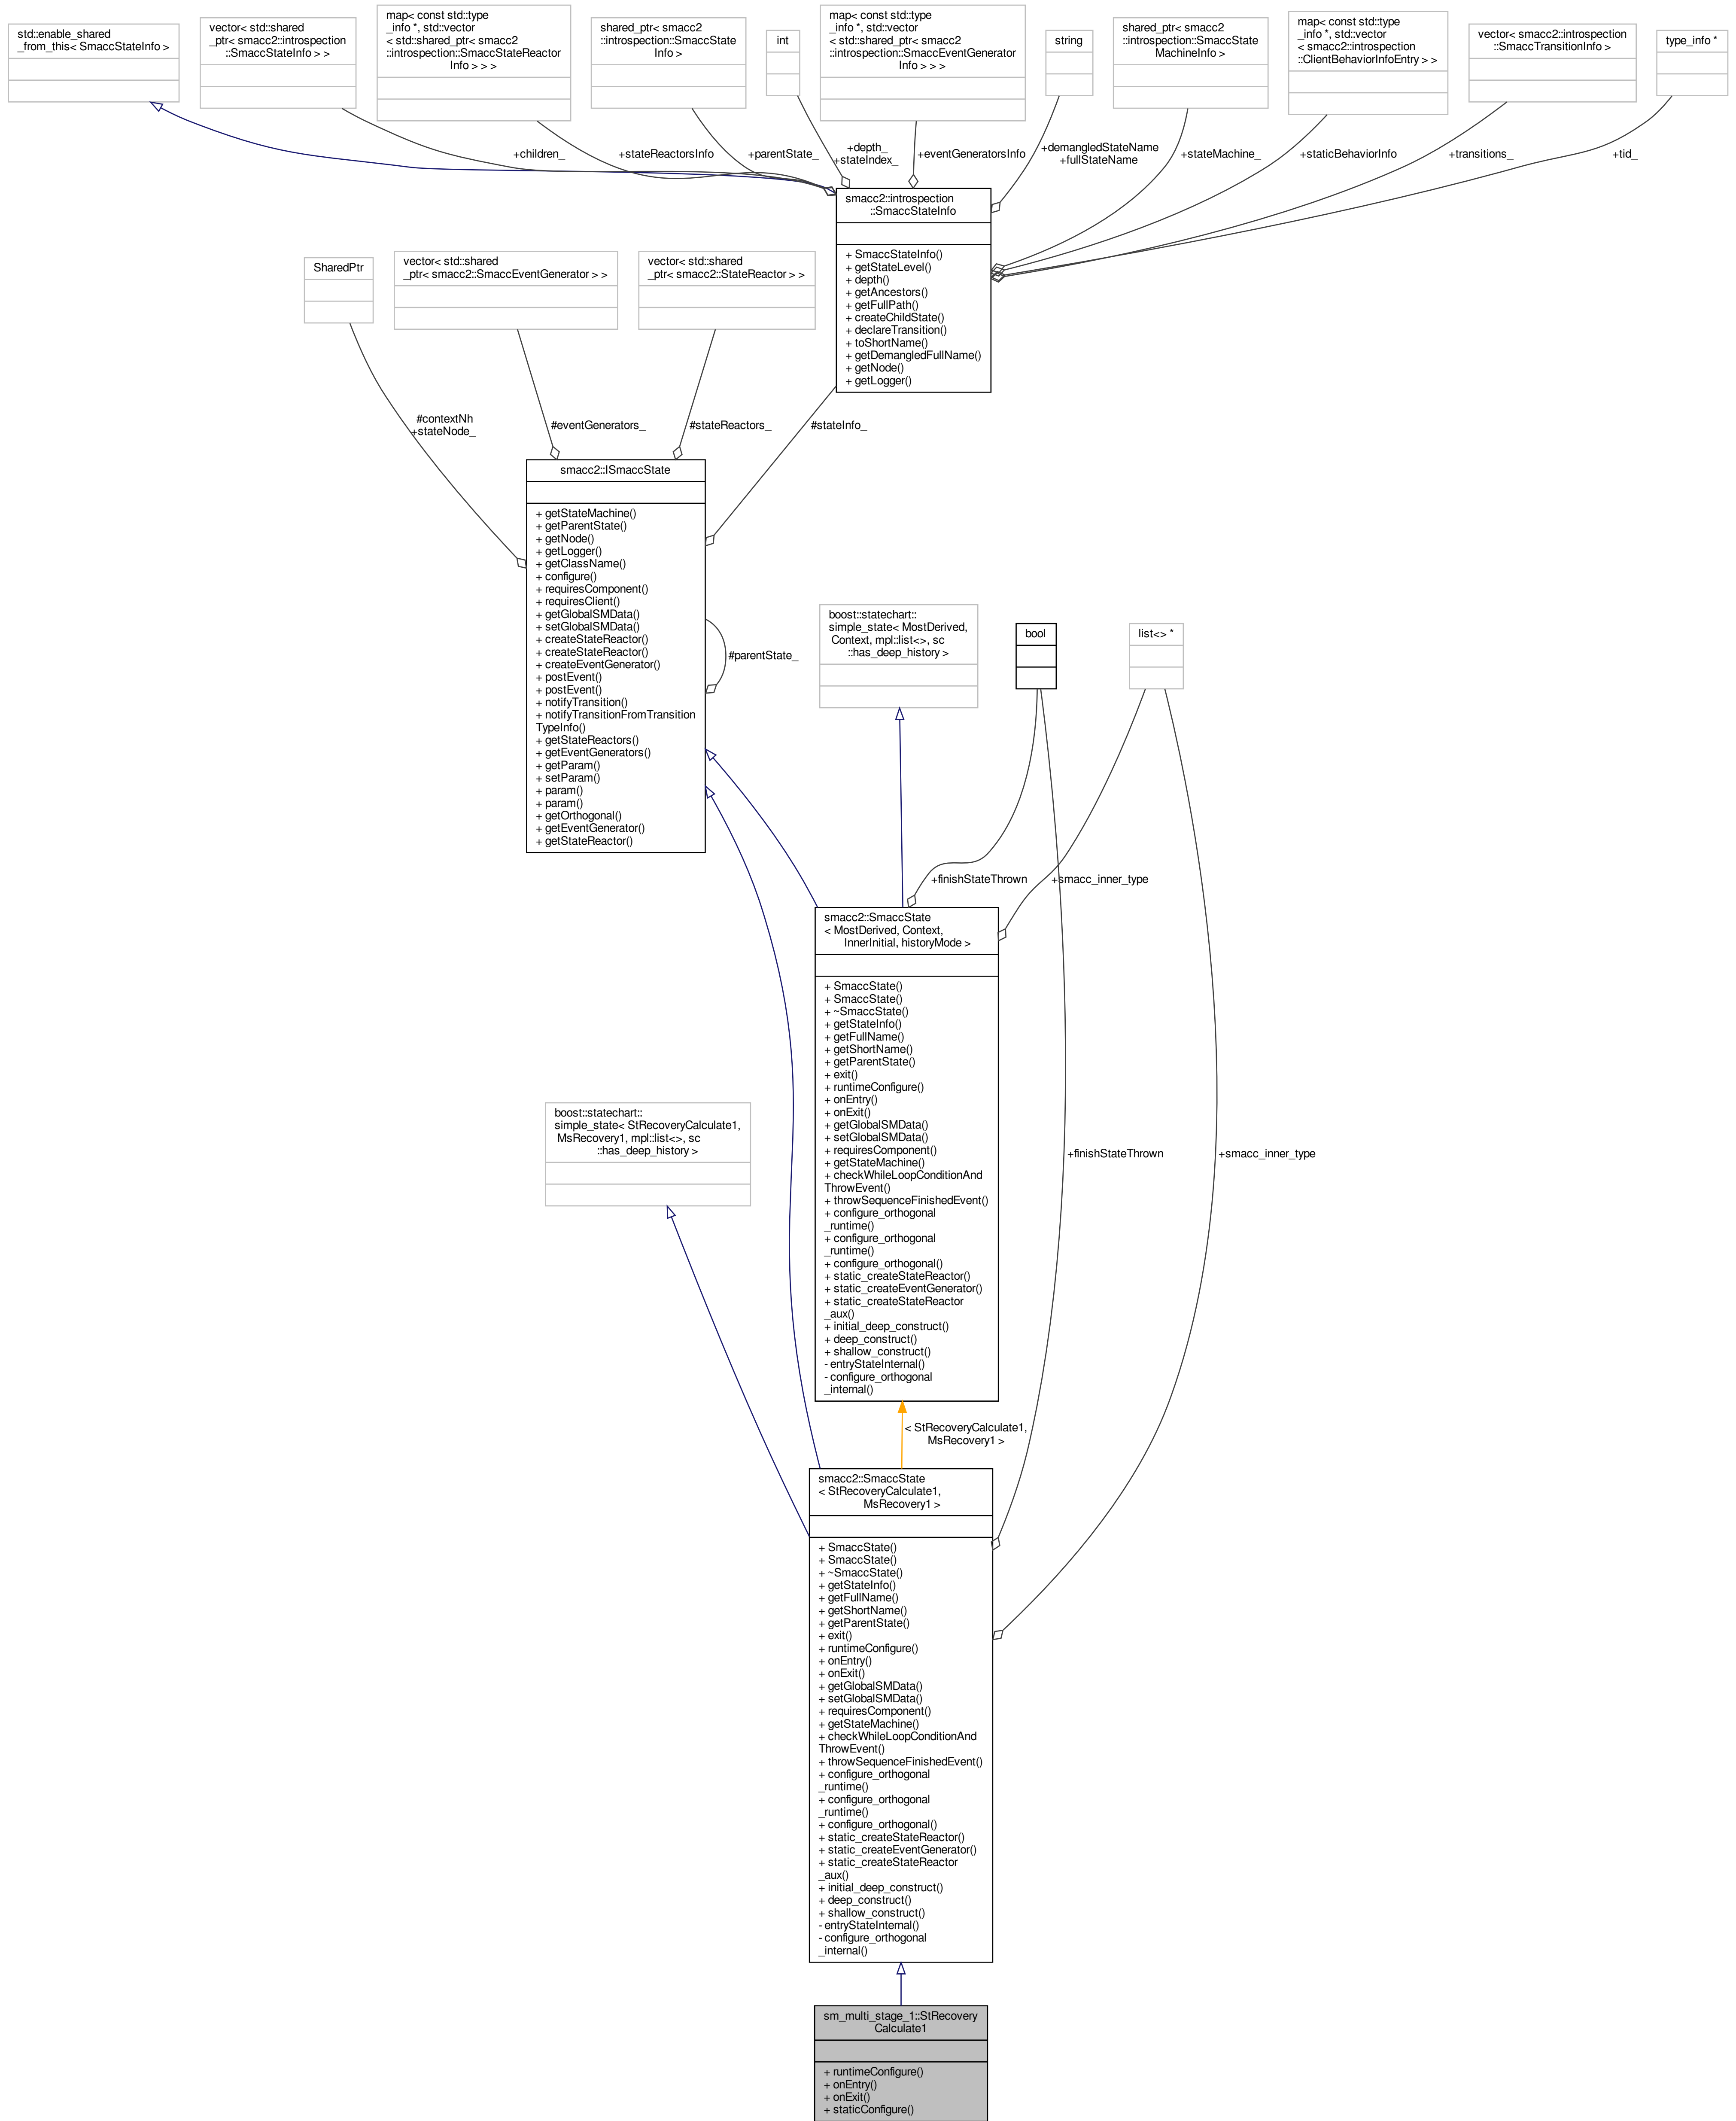 std::enable_shared
_from_this< SmaccStateInfo >
vector< std::shared
_ptr< smacc2::introspection
::SmaccStateInfo > >
map< const std::type
_info *, std::vector
< std::shared_ptr< smacc2
::introspection::SmaccStateReactor
Info > > >
shared_ptr< smacc2
::introspection::SmaccState
Info >
int
map< const std::type
_info *, std::vector
< std::shared_ptr< smacc2
::introspection::SmaccEventGenerator
Info > > >
string
shared_ptr< smacc2
::introspection::SmaccState
MachineInfo >
map< const std::type
_info *, std::vector
< smacc2::introspection
::ClientBehaviorInfoEntry > >
vector< smacc2::introspection
::SmaccTransitionInfo >
type_info *
+children_
+stateReactorsInfo
+parentState_
+depth_
+stateIndex_
+eventGeneratorsInfo
+demangledStateName
+fullStateName
+stateMachine_
+staticBehaviorInfo
+transitions_
+tid_
smacc2::introspection
::SmaccStateInfo
+ SmaccStateInfo()
+ getStateLevel()
+ depth()
+ getAncestors()
+ getFullPath()
+ createChildState()
+ declareTransition()
+ toShortName()
+ getDemangledFullName()
+ getNode()
+ getLogger()
SharedPtr
vector< std::shared
_ptr< smacc2::SmaccEventGenerator > >
vector< std::shared
_ptr< smacc2::StateReactor > >
#contextNh
+stateNode_
#eventGenerators_
#stateReactors_
#stateInfo_
smacc2::ISmaccState
+ getStateMachine()
+ getParentState()
+ getNode()
+ getLogger()
+ getClassName()
+ configure()
+ requiresComponent()
+ requiresClient()
+ getGlobalSMData()
+ setGlobalSMData()
+ createStateReactor()
+ createStateReactor()
+ createEventGenerator()
+ postEvent()
+ postEvent()
+ notifyTransition()
+ notifyTransitionFromTransition
TypeInfo()
+ getStateReactors()
+ getEventGenerators()
+ getParam()
+ setParam()
+ param()
+ param()
+ getOrthogonal()
+ getEventGenerator()
+ getStateReactor()
#parentState_
boost::statechart::
simple_state< MostDerived,
Context, mpl::list<>, sc
::has_deep_history >
bool
list<> *
+finishStateThrown
+smacc_inner_type
smacc2::SmaccState
< MostDerived, Context,
InnerInitial, historyMode >
+ SmaccState()
+ SmaccState()
+ ~SmaccState()
+ getStateInfo()
+ getFullName()
+ getShortName()
+ getParentState()
+ exit()
+ runtimeConfigure()
+ onEntry()
+ onExit()
+ getGlobalSMData()
+ setGlobalSMData()
+ requiresComponent()
+ getStateMachine()
+ checkWhileLoopConditionAnd
ThrowEvent()
+ throwSequenceFinishedEvent()
+ configure_orthogonal
_runtime()
+ configure_orthogonal
_runtime()
+ configure_orthogonal()
+ static_createStateReactor()
+ static_createEventGenerator()
+ static_createStateReactor
_aux()
+ initial_deep_construct()
+ deep_construct()
+ shallow_construct()
- entryStateInternal()
- configure_orthogonal
_internal()
boost::statechart::
simple_state< StRecoveryCalculate1,
MsRecovery1, mpl::list<>, sc
::has_deep_history >
+finishStateThrown
+smacc_inner_type
< StRecoveryCalculate1,
MsRecovery1 >
smacc2::SmaccState
< StRecoveryCalculate1,
MsRecovery1 >
+ SmaccState()
+ SmaccState()
+ ~SmaccState()
+ getStateInfo()
+ getFullName()
+ getShortName()
+ getParentState()
+ exit()
+ runtimeConfigure()
+ onEntry()
+ onExit()
+ getGlobalSMData()
+ setGlobalSMData()
+ requiresComponent()
+ getStateMachine()
+ checkWhileLoopConditionAnd
ThrowEvent()
+ throwSequenceFinishedEvent()
+ configure_orthogonal
_runtime()
+ configure_orthogonal
_runtime()
+ configure_orthogonal()
+ static_createStateReactor()
+ static_createEventGenerator()
+ static_createStateReactor
_aux()
+ initial_deep_construct()
+ deep_construct()
+ shallow_construct()
- entryStateInternal()
- configure_orthogonal
_internal()
sm_multi_stage_1::StRecovery
Calculate1
+ runtimeConfigure()
+ onEntry()
+ onExit()
+ staticConfigure()